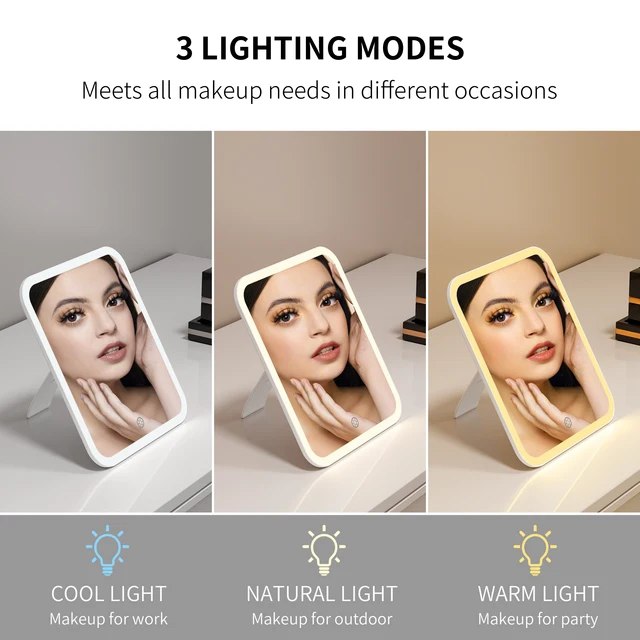 3 LIGHTING MODES
Meets all makeup needs in different occasions
COOL LIGHT
Makeup for work
NATURAL LIGHT
Makeup for outdoor
WARM LIGHT
Makeup for party